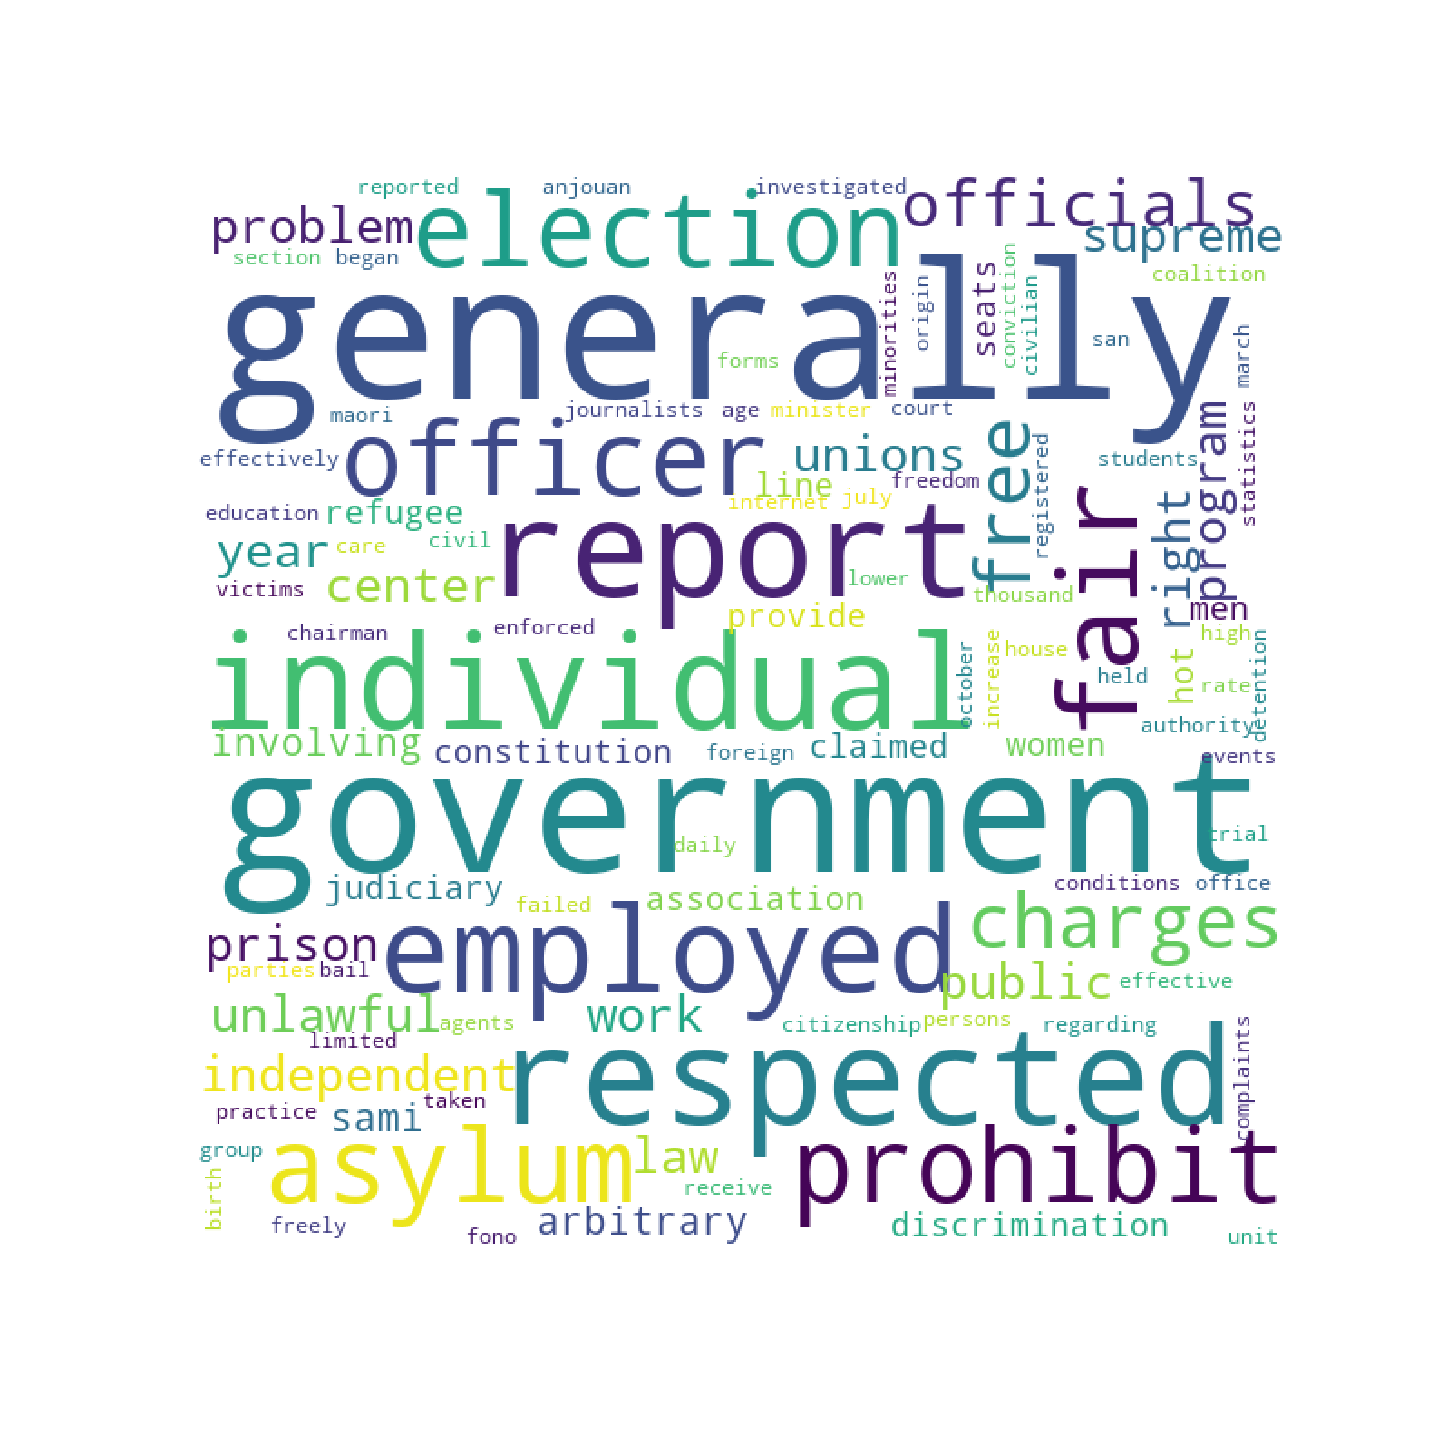 reported anjouan investigated officials
problem election supreme
section began coalition
generally
minorities origin seats conviction civilian san march
forms
maori journalists age minister court
effectively officer unions free students program statistics
line freedom registered
internet july
education refugee report fair right
year care civil
victims center lower thousand men
provide
chairman enforced
individual october increase house held hot high rate detention
authority
involving constitution foreign claimed women events
government
daily trial
judiciary conditions office
failed association
prison employed charges
parties bail public effective
unlawful agents work citizenship persons regarding
limited complaints
independent respected
practice sami taken
group asylum law prohibit
birth receive
freely fono arbitrary discrimination unit